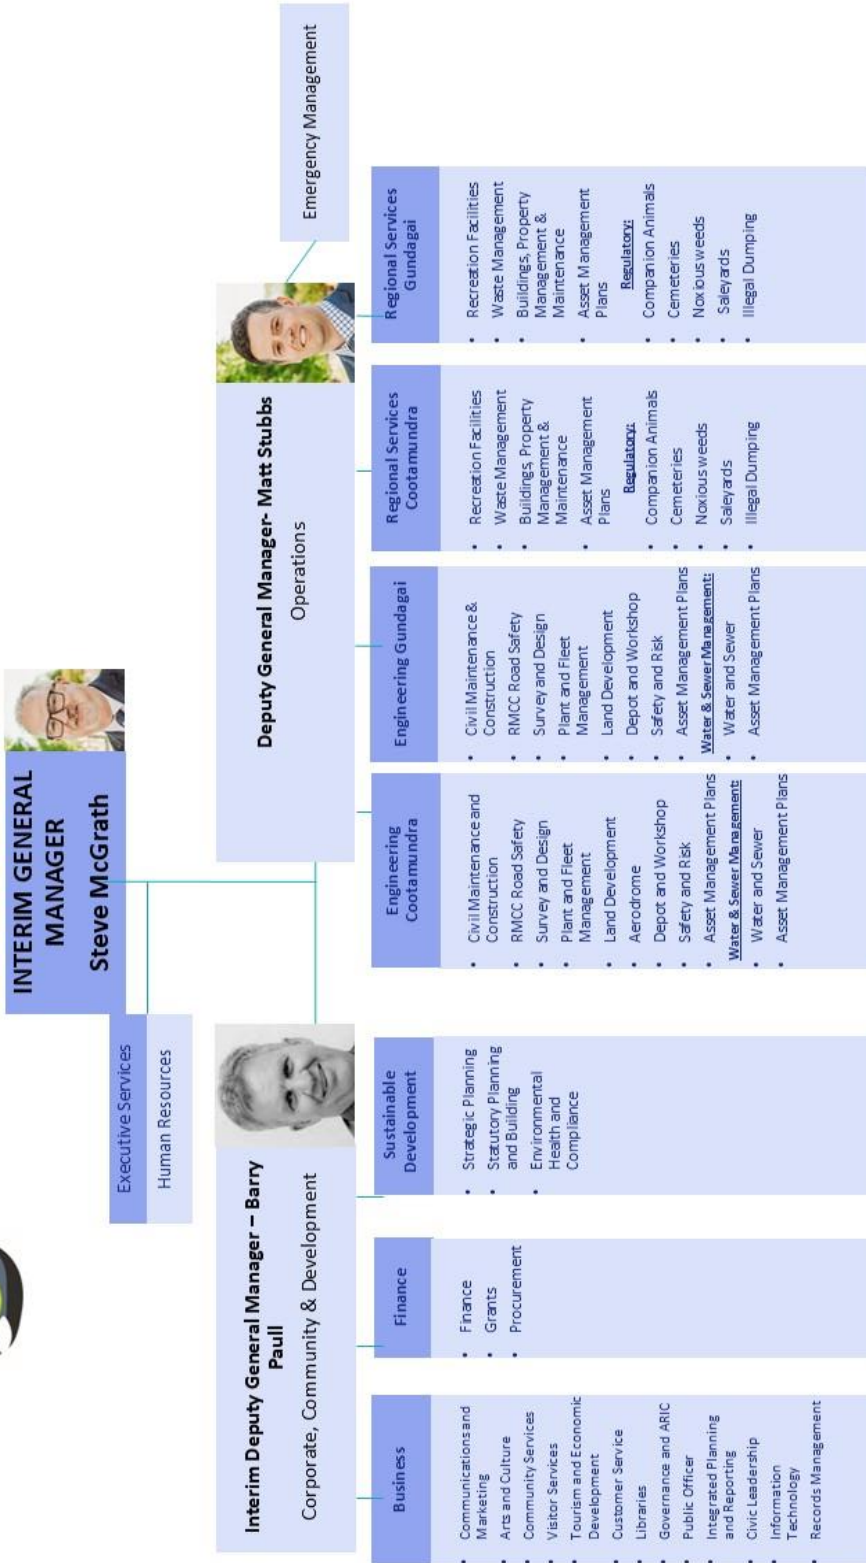 INTERIM GENERAL
MANAGER
Steve McGrath
Executive Services
Human Resources
Interim Deputy General Manager – Barry
Paull
Corporate, Community & Development
Deputy General Manager- Matt Stubbs
Operations
Emergency Management
Business
• Communications and
Marketing
• Arts and Culture
• Community Services
• Visitor Services
• Tourism and Economic
Development
• Customer Service
• Libraries
• Governance and ARIC
• Public Officer
• Integrated Planning
and Reporting
• Civic Leadership
• Information
Technology
• Records Management
Finance
• Finance
• Grants
• Procurement
Sustainable
Development
• Strategic Planning
• Statutory Planning
and Building
• Environmental
Health and
Compliance
Engineering
Cootamundra
• Civil Maintenance and
Construction
• RMCC Road Safety
• Survey and Design
• Plant and Fleet
Management
• Land Development
• Aerodrome
• Depot and Workshop
• Safety and Risk
• Asset Management Plans
Water & Sewer Management:
• Water and Sewer
• Asset Management Plans
Engineering Gundagai
• Civil Maintenance &
Construction
• RMCC Road Safety
• Survey and Design
• Plant and Fleet
Management
• Land Development
• Depot and Workshop
• Safety and Risk
• Asset Management Plans
Water & Sewer Management:
• Water and Sewer
• Asset Management Plans
Regional Services
Cootamundra
• Recreation Facilities
• Waste Management
• Buildings, Property
Management &
Maintenance
• Asset Management
Plans
Regulatory:
• Companion Animals
• Cemeteries
• Noxious weeds
• Saleyards
• Illegal Dumping
Regional Services
Gundagai
• Recreation Facilities
• Waste Management
• Buildings, Property
Management &
Maintenance
• Asset Management
Plans
Regulatory:
• Companion Animals
• Cemeteries
• Noxious weeds
• Saleyards
• Illegal Dumping